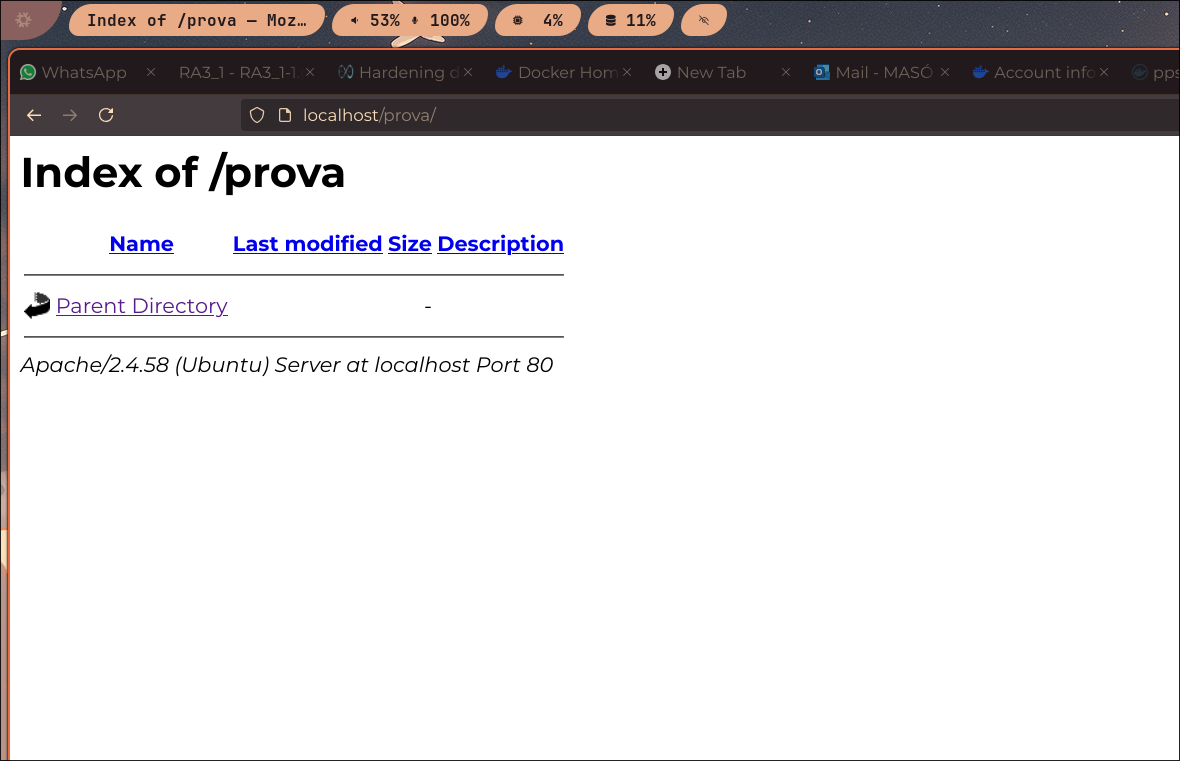 Index of /prova — Moz… 53% 100% 4% 11%
WhatsApp RA3_1 - RA3_1-1. Hardening d Docker Hom New Tab Mail - MASÓ Account info pps
localhost/prova/
Index of /prova
Name Last modified Size Description
Parent Directory -
Apache/2.4.58 (Ubuntu) Server at localhost Port 80